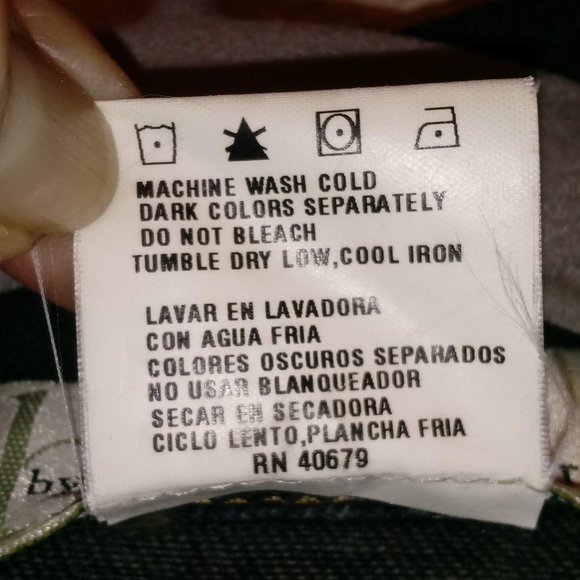 MACHINE WASH COLD
DARK COLORS SEPARATELY
DO NOT BLEACH
TUMBLE DRY LOW,COOL IRON
LAVAR EN LAVADORA
CON AGUA FRIA
COLORES OSCUROS SEPARADOS
NO USAR BLANQUEADOR
SECAR EN SECADORA
CICLO LENTO,PLANCHA FRIA
RN 40679